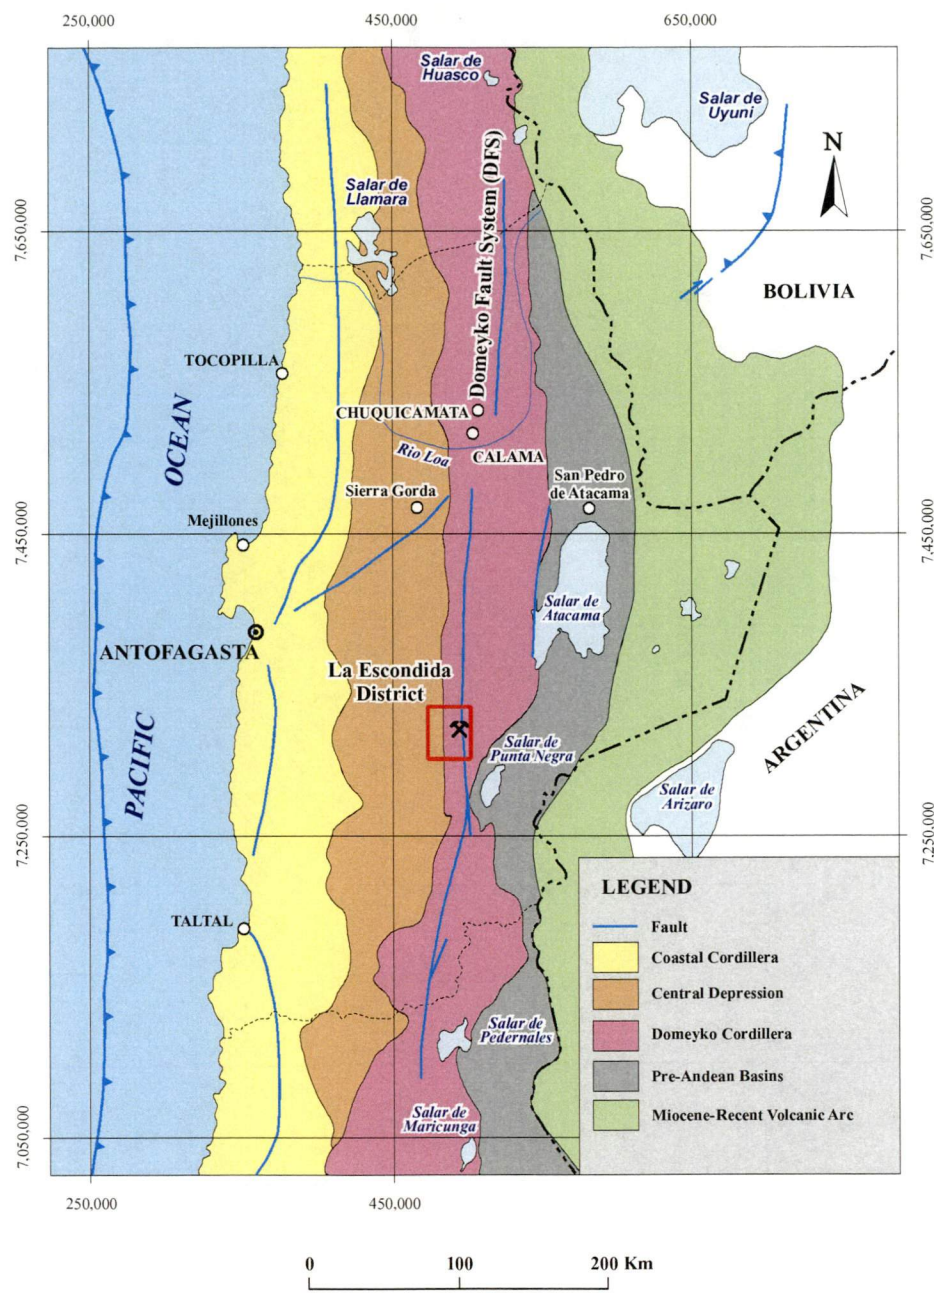 250,000
450,000
650,000
Salar de
Huasco
Salar de
Uyuni
N
Salar de
Llamara
Domeyko Fault System (DFS)
7.650.000
7.650.000
BOLIVIA
TOCOPILLA
OCEAN
CHUQUICAMATA
Rio Loa
CALAMA
Sierra Gorda
San Pedro
de Atacama
Mejillones
7.450.000
7.450.000
Salar de
Atacama
ANTOFAGASTA
La Escondida
District
ARGENTINA
PACIFIC
Salar de
Punta Negra
Salar de
Arizaro
7.250.000
7.250.000
TALTAL
Salar de
Pedernales
Salar de
Maricunga
LEGEND
Fault
Coastal Cordillera
Central Depression
Domeyko Cordillera
Pre-Andean Basins
Miocene-Recent Volcanic Arc
7.050.000
7.050.000
250,000
450,000
0
100
200 Km